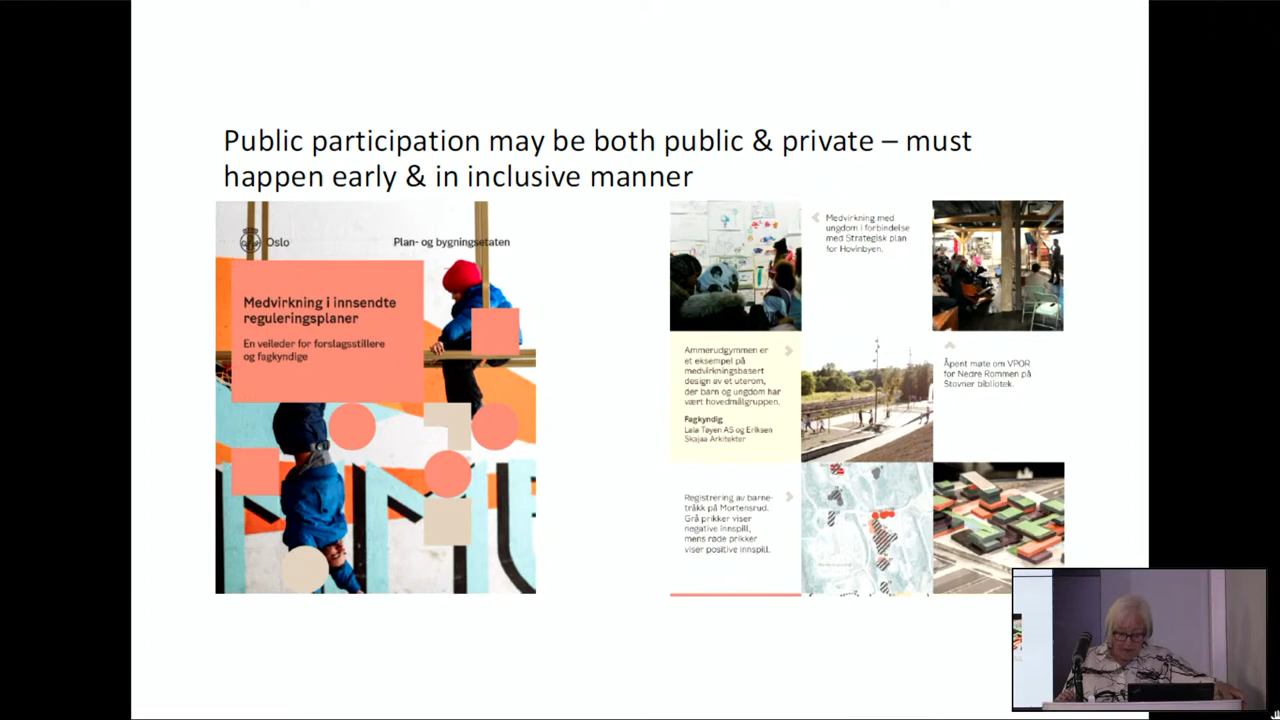 Public participation may be both public & private – must
happen early & in inclusive manner
Oslo
Plan- og bygningsetaten
Medvirkning i innsendte
reguleringsplaner
En veileder for forslagsstillere
og fagkyndige
Medvirkning med
ungdom i forbindelse
med Strategisk plan
for Hovinbyen.
Ammerudgymmen er
et eksempel på
medvirkningsbasert
design av et uterom,
der barn og ungdom har
vært hovedmålgruppen.
Fagkyndig
Lala Tøyen AS og Eriksen
Skajaa Arkitekter
Åpent møte om VPOR
for Nedre Rommen på
Stovner bibliotek.
Registrering av barne-
tråkk på Mortensrud.
Grå prikker viser
negative innspill,
mens røde prikker
viser positive innspill.